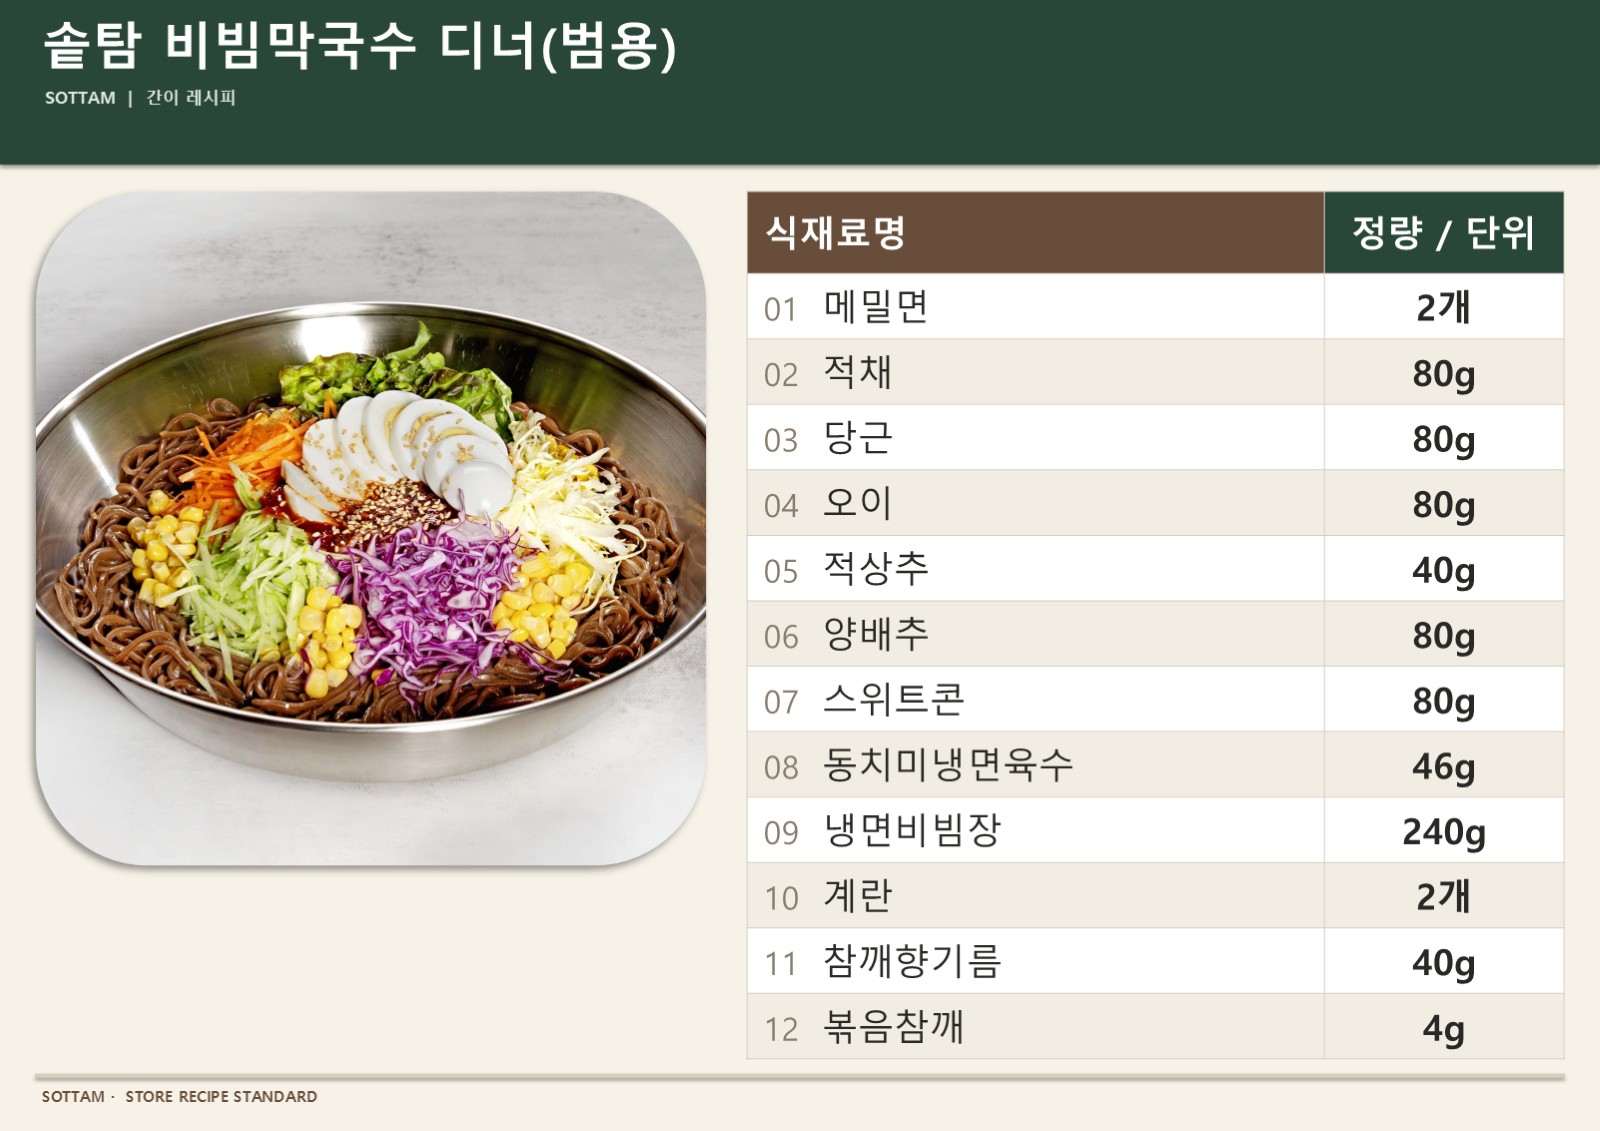 솥탐 비빔막국수 디너(범용)
SOTTAM | 간이 레시피
식재료명 정량 / 단위
01 메밀면 2개
02 적채 80g
03 당근 80g
04 오이 80g
05 적상추 40g
06 양배추 80g
07 스위트콘 80g
08 동치미냉면육수 46g
09 냉면비빔장 240g
10 계란 2개
11 참깨향기름 40g
12 볶음참깨 4g
SOTTAM · STORE RECIPE STANDARD